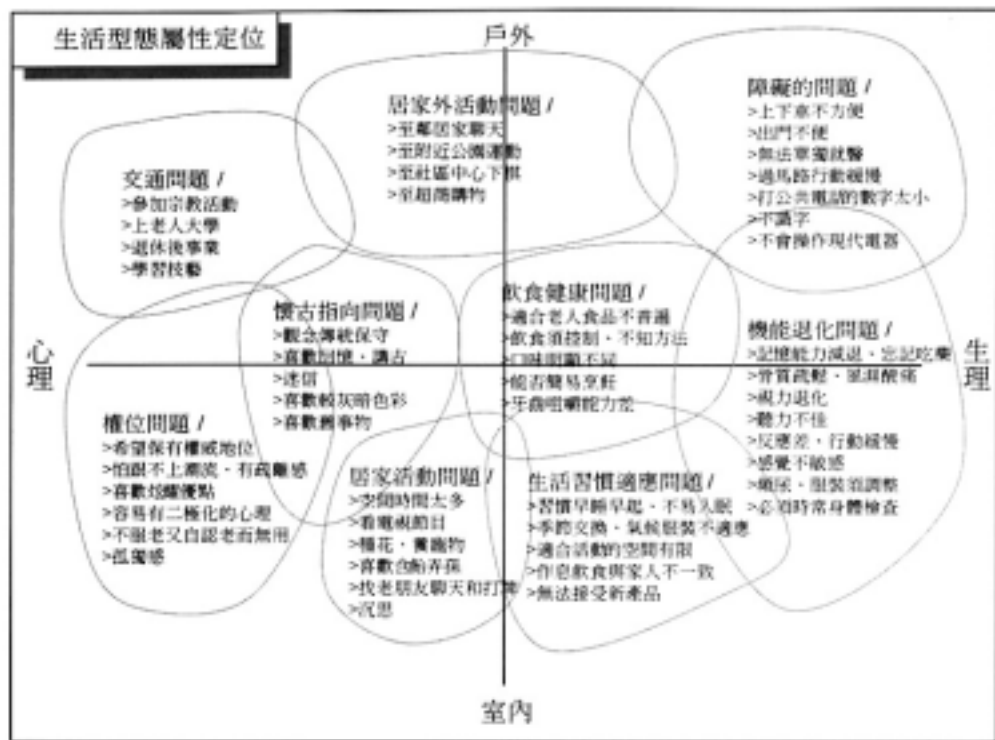 生活型態屬性定位
戶外
居家外活動問題 /
>至鄰居家聊天
>至附近公園運動
>至社區中心下棋
>至超商購物
障礙的問題 /
>上下車不方便
>出門不便
>無法單獨就醫
>過馬路行動緩慢
>打公共電話的數字太小
>不識字
>不會操作現代電器
交通問題 /
>參加宗教活動
>上老人大學
>退休後事業
>學習技藝
懷古指向問題 /
>觀念傳統保守
>喜歡回憶、講古
>迷信
>喜歡較灰暗色彩
>喜歡舊事物
飲食健康問題 /
>適合老人食品不普遍
>飲食須控制、不知方法
>口味明顯不同
>能否簡易烹飪
>牙齒咀嚼能力差
機能退化問題 /
>記憶能力減退、忘記吃藥
>骨質疏鬆、風濕酸痛
>視力退化
>聽力不佳
>反應差、行動緩慢
>感覺不敏感
>頻尿、服裝須調整
>必須時常身體檢查
心理
生理
權位問題 /
>希望保有權威地位
>怕跟不上潮流、有疏離感
>喜歡炫耀優點
>容易有二極化的心理
>不服老又自認老而無用
>孤獨感
居家活動問題 /
>空閒時間太多
>看電視節目
>種花、養寵物
>喜歡含飴弄孫
>找老朋友聊天和打牌
>沉思
生活習慣適應問題 /
>習慣早睡早起、不易入眠
>季節交換、氣候服裝不適應
>適合活動的空間有限
>作息飲食與家人不一致
>無法接受新產品
室內